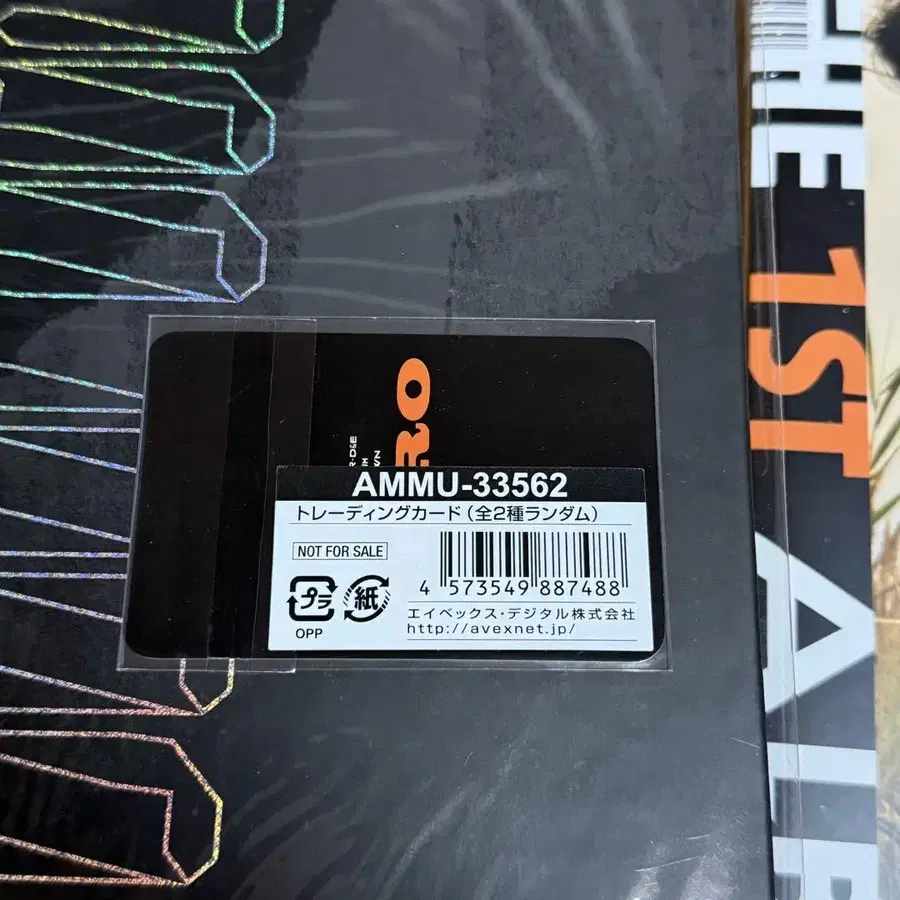 RO
R-D&E
M
WN
AMMU-33562
トレーディングカード（全2種ランダム）
NOT FOR SALE
4 573549 887488
プラ
紙
OPP
エイベックス・デジタル株式会社
http://avexnet.jp/
1ST